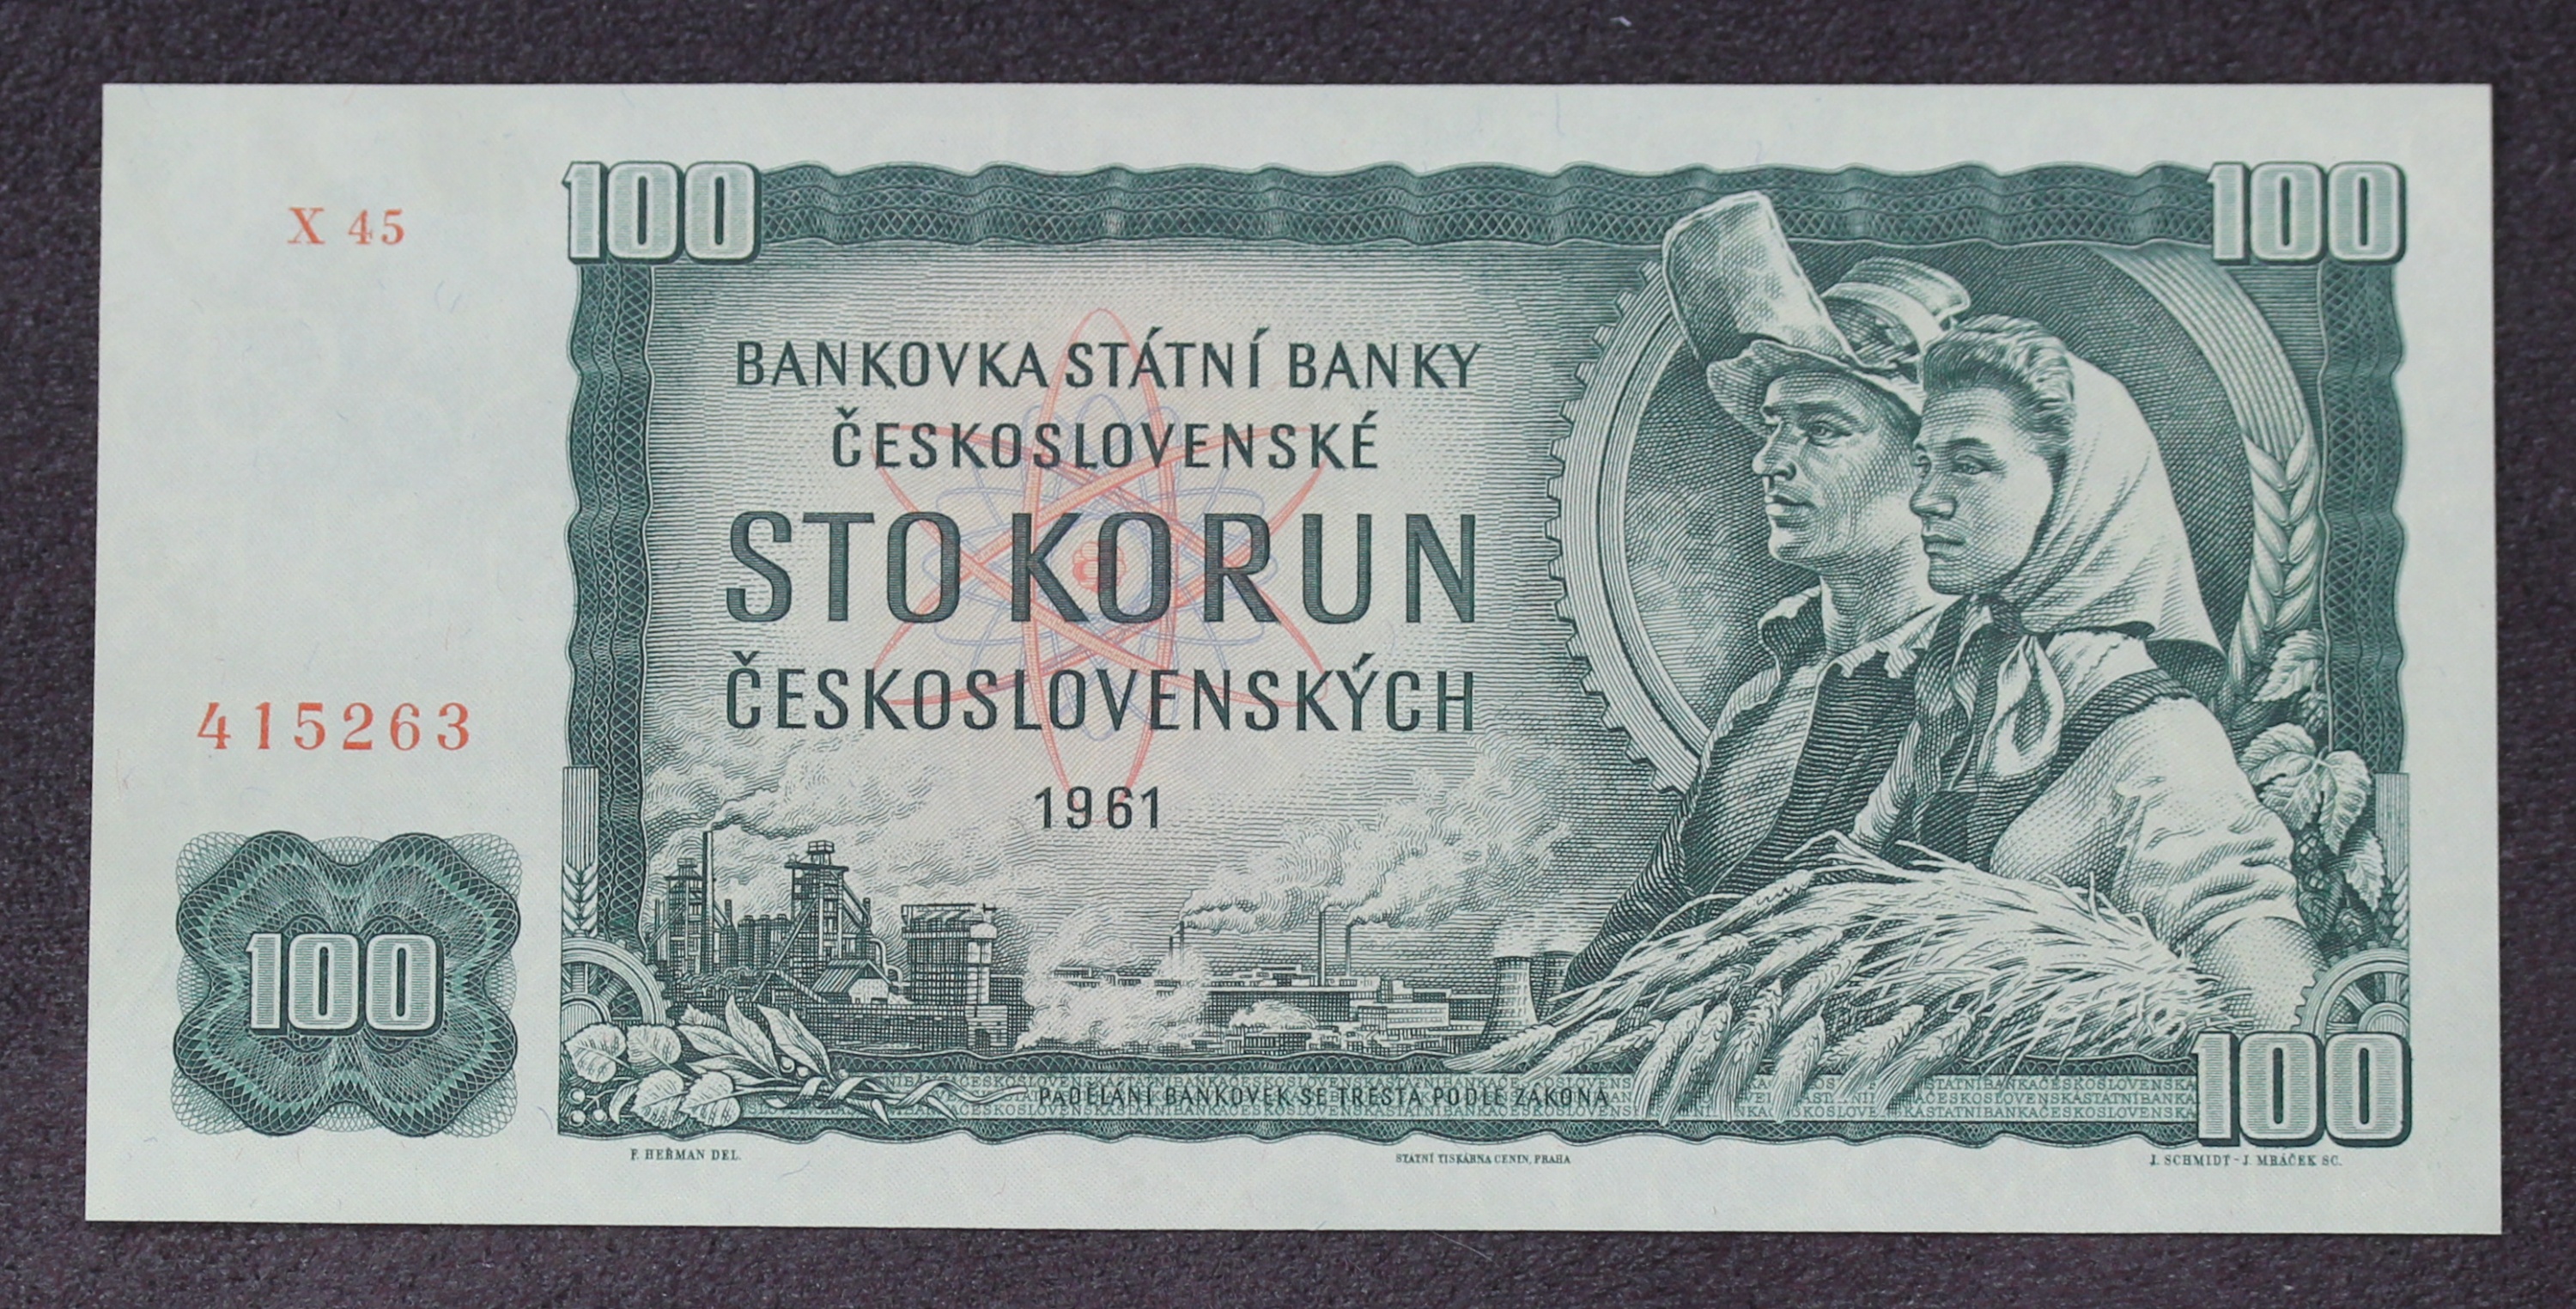 100
100
X 45
BANKOVKA STÁTNÍ BANKY
ČESKOSLOVENSKÉ
STO KORUN
ČESKOSLOVENSKÝCH
415263
1961
100
100
PADĚLÁNÍ BANKOVEK SE TRESTÁ PODLE ZÁKONA
F. HEŘMAN DEL.
STÁTNÍ TISKÁRNA CENIN, PRAHA
J. SCHMIDT - J. MRÁČEK SC.